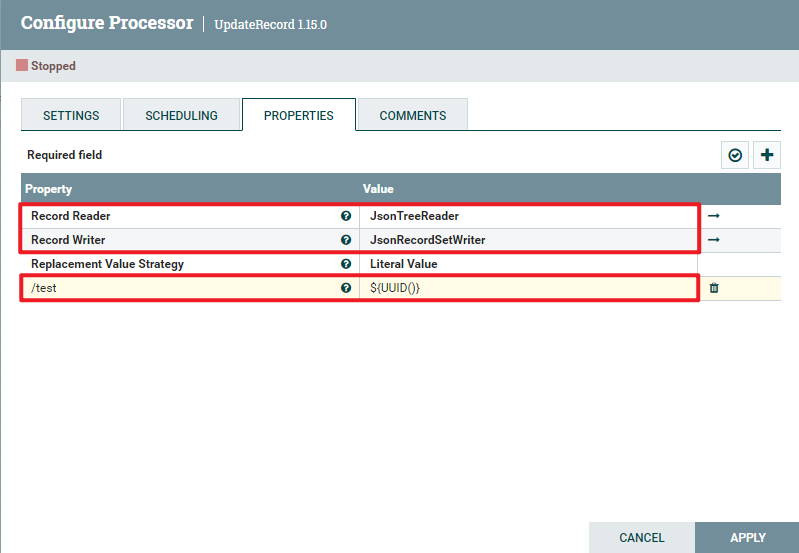 Configure Processor | UpdateRecord 1.15.0
Stopped
SETTINGS SCHEDULING PROPERTIES COMMENTS
Required field
Property Value
Record Reader JsonTreeReader
Record Writer JsonRecordSetWriter
Replacement Value Strategy Literal Value
/test ${UUID()}
CANCEL APPLY